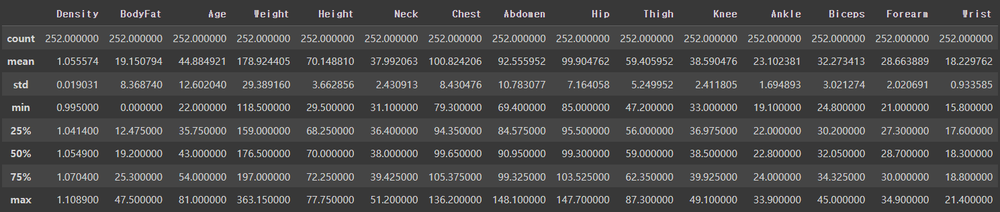 Density BodyFat Age Weight Height Neck Chest Abdomen Hip Thigh Knee Ankle Biceps Forearm Wrist
count 252.000000 252.000000 252.000000 252.000000 252.000000 252.000000 252.000000 252.000000 252.000000 252.000000 252.000000 252.000000 252.000000 252.000000 252.000000
mean 1.055574 19.150794 44.884921 178.924405 70.148810 37.992063 100.824206 92.555952 99.904762 59.405952 38.590476 23.102381 32.273413 28.663889 18.229762
std 0.019031 8.368740 12.602040 29.389160 3.662856 2.430913 8.430476 10.783077 7.164058 5.249952 2.411805 1.694893 3.021274 2.020691 0.933585
min 0.995000 0.000000 22.000000 118.500000 29.500000 31.100000 79.300000 69.400000 85.000000 47.200000 33.000000 19.100000 24.800000 21.000000 15.800000
25% 1.041400 12.475000 35.750000 159.000000 68.250000 36.400000 94.350000 84.575000 95.500000 56.000000 36.975000 22.000000 30.200000 27.300000 17.600000
50% 1.054900 19.200000 43.000000 176.500000 70.000000 38.000000 99.650000 90.950000 99.300000 59.000000 38.500000 22.800000 32.050000 28.700000 18.300000
75% 1.070400 25.300000 54.000000 197.000000 72.250000 39.425000 105.375000 99.325000 103.525000 62.350000 39.925000 24.000000 34.325000 30.000000 18.800000
max 1.108900 47.500000 81.000000 363.150000 77.750000 51.200000 136.200000 148.100000 147.700000 87.300000 49.100000 33.900000 45.000000 34.900000 21.400000